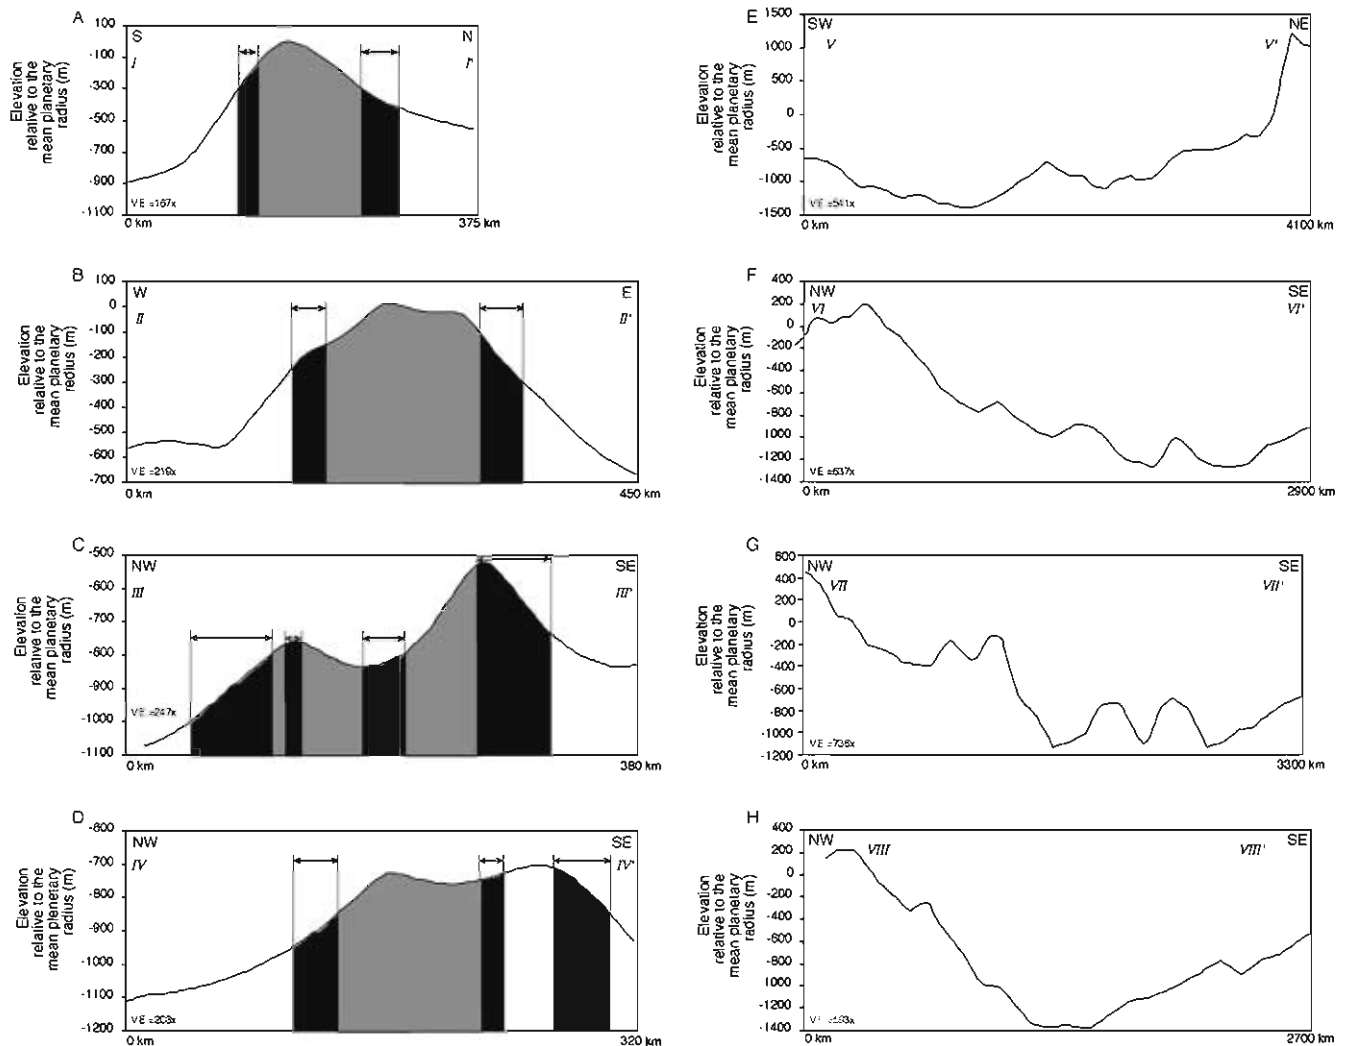 A
Elevation
relative to the
mean planetary
radius (m)
100
-100
-300
-500
-700
-900
-1100
S
N
I
I'
VE =167x
0 km
375 km
B
Elevation
relative to the
mean planetary
redius (m)
100
0
-100
-200
-300
-400
-500
-600
-700
W
E
II
II'
VE =219x
0 km
450 km
C
Elevation
relative to the
mean planetary
radius (m)
-500
-600
-700
-800
-900
-1000
-1100
NW
SE
III
III'
VE =247x
0 km
380 km
D
Elevation
relative to the
mean plenetary
radius (m)
-600
-700
-800
-900
-1000
-1100
-1200
NW
SE
IV
IV'
VE =203x
0 km
320 km
E
Elevation
relative to the
mean planetary
radius (m)
1500
1000
500
0
-500
-1000
-1500
SW
NE
V
V'
VE =541x
0 km
4100 km
F
Elevation
relative to the
mean planetary
radius (m)
400
200
0
-200
-400
-600
-800
1000
-1200
-1400
NW
SE
VI
VI'
VE =637x
0 km
2900 km
G
Elevation
relative to the
mean planetary
radius (m)
600
400
200
0
-200
-400
-600
-800
-1000
-1200
NW
SE
VII
VII'
VE =736x
0 km
3300 km
H
Elevation
relative to the
mean planetary
radius (m)
400
200
0
-200
-400
-600
-800
-1000
-1200
-1400
NW
SE
VIII
VIII'
0 km
2700 km